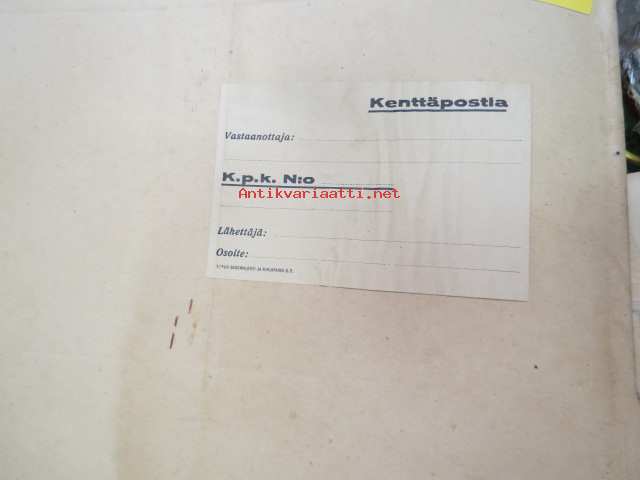 Kenttäpostia
Vastaanottaja:
K.p.k. N:o
Antikvariaatti.net
Lähettäjä:
Osoite: